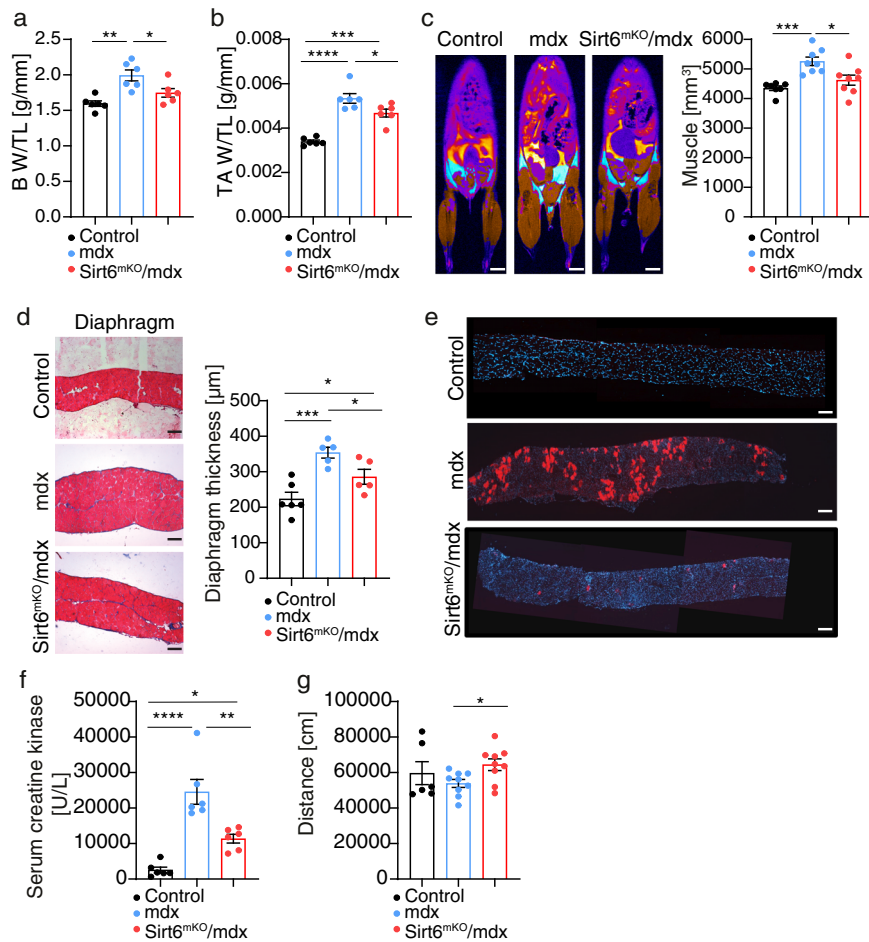 a
B W/TL [g/mm]
2.5
2.0
1.5
1.0
0.5
0.0
** *
Control
mdx
Sirt6mKO/mdx
b
TA W/TL [g/mm]
0.008
0.006
0.004
0.002
0.000
***
**** *
Control
mdx
Sirt6mKO/mdx
c
Control mdx Sirt6mKO/mdx
Muscle [mm³]
6000
5000
4000
3000
2000
1000
0
*** *
Control
mdx
Sirt6mKO/mdx
d
Diaphragm
Control
mdx
Sirt6mKO/mdx
Diaphragm thickness [µm]
500
400
300
200
100
0
*
*** *
Control
mdx
Sirt6mKO/mdx
e
Control
mdx
Sirt6mKO/mdx
f
Serum creatine kinase
[U/L]
50000
40000
30000
20000
10000
0
*
**** **
Control
mdx
Sirt6mKO/mdx
g
Distance [cm]
100000
80000
60000
40000
20000
0
*
Control
mdx
Sirt6mKO/mdx